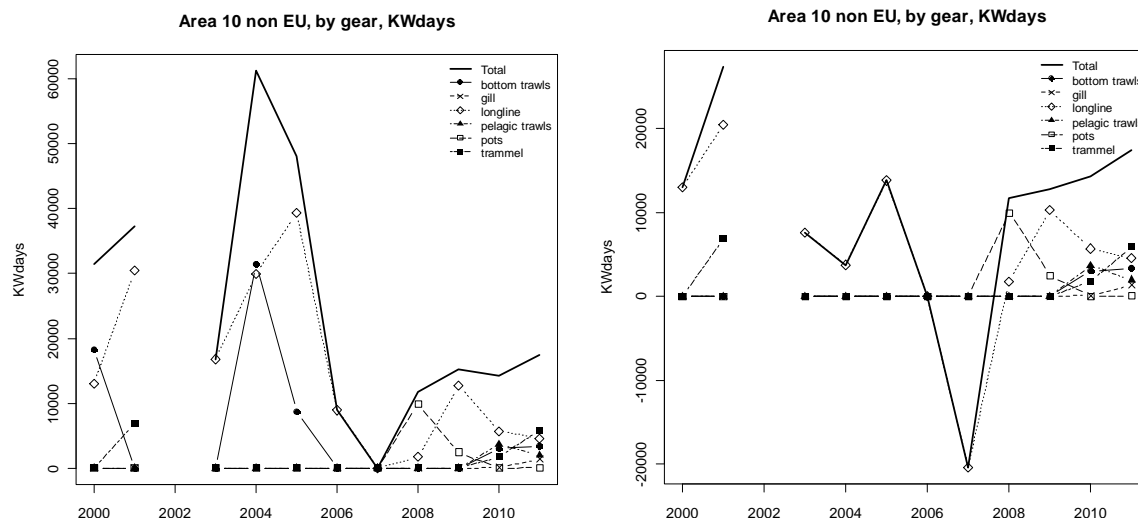 Area 10 non EU, by gear, KWdays
KWdays
60000
50000
40000
30000
20000
10000
0
2000 2002 2004 2006 2008 2010
Total
bottom trawls
gill
longline
pelagic trawls
pots
trammel
Area 10 non EU, by gear, KWdays
KWdays
20000
10000
0
-10000
-20000
2000 2002 2004 2006 2008 2010
Total
bottom trawls
gill
longline
pelagic trawls
pots
trammel